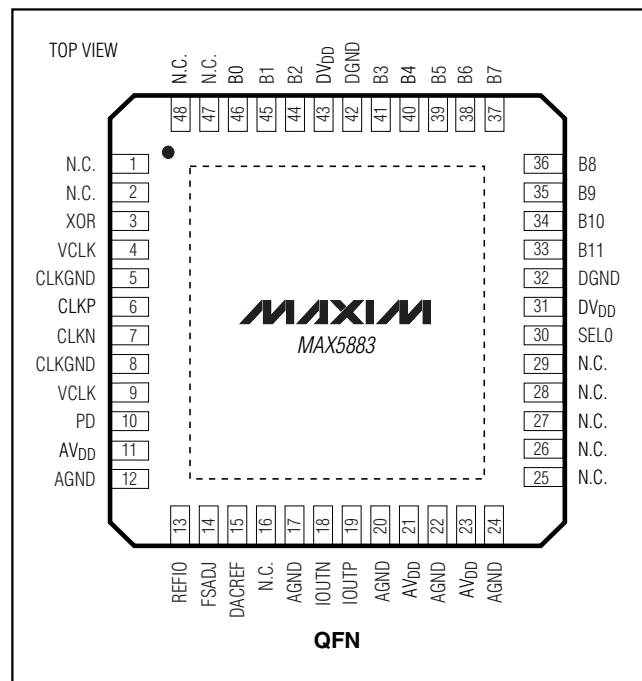 TOP VIEW
N.C. N.C. B0 B1 B2 DVDD DGND B3 B4 B5 B6 B7
48 47 46 45 44 43 42 41 40 39 38 37
N.C. 1
N.C. 2
XOR 3
VCLK 4
CLKGND 5
CLKP 6
CLKN 7
CLKGND 8
VCLK 9
PD 10
AVDD 11
AGND 12
MAXIM
MAX5883
36 B8
35 B9
34 B10
33 B11
32 DGND
31 DVDD
30 SEL0
29 N.C.
28 N.C.
27 N.C.
26 N.C.
25 N.C.
13 14 15 16 17 18 19 20 21 22 23 24
REFIO FSADJ DACREF N.C. AGND IOUTN IOUTP AGND AVDD AGND AVDD AGND
QFN